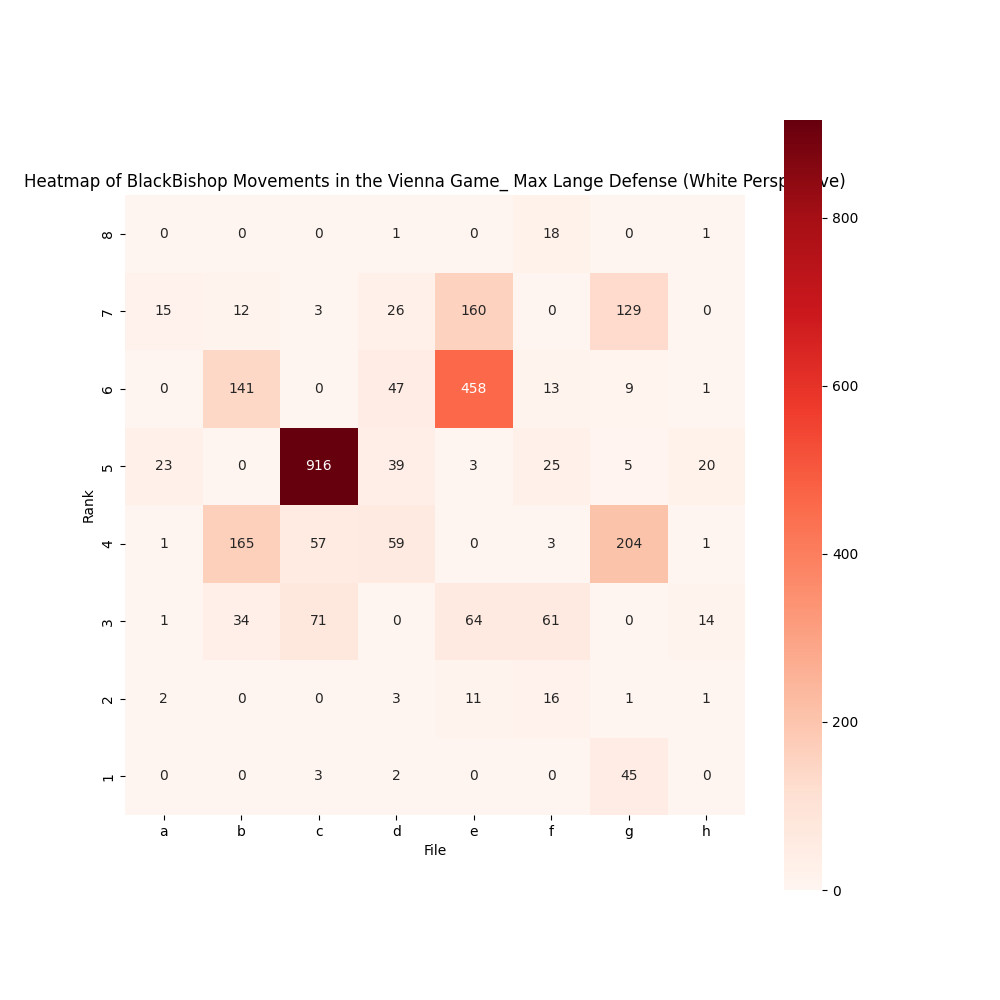 Heatmap of BlackBishop Movements in the Vienna Game_ Max Lange Defense (White Perspective)
8 0 0 0 1 0 18 0 1
7 15 12 3 26 160 0 129 0
6 0 141 0 47 458 13 9 1
5 23 0 916 39 3 25 5 20
4 1 165 57 59 0 3 204 1
3 1 34 71 0 64 61 0 14
2 2 0 0 3 11 16 1 1
1 0 0 3 2 0 0 45 0
Rank
a b c d e f g h
File
800
600
400
200
0